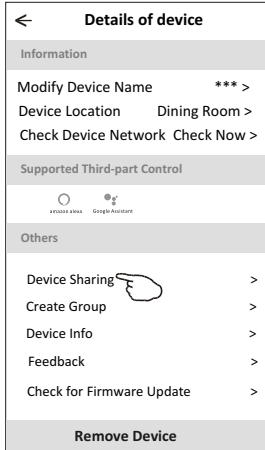 ← Details of device
Information
Modify Device Name *** >
Device Location Dining Room >
Check Device Network Check Now >
Supported Third-part Control
amazon alexa Google Assistant
Others
Device Sharing >
Create Group >
Device Info >
Feedback >
Check for Firmware Update >
Remove Device